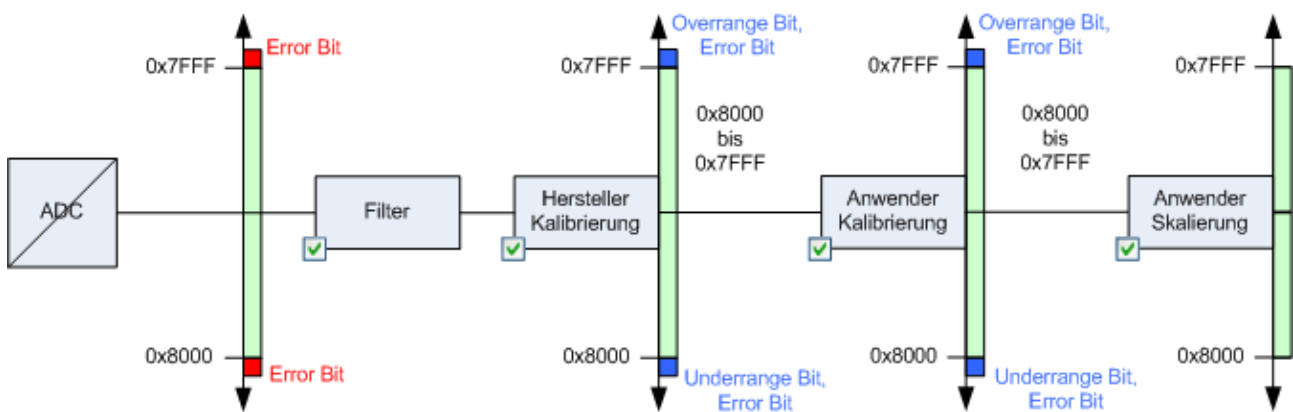 Error Bit
0x7FFF
ADC
0x8000
Error Bit
Filter
Hersteller
Kalibrierung
Overrange Bit,
Error Bit
0x7FFF
0x8000
bis
0x7FFF
0x8000
Underrange Bit,
Error Bit
Anwender
Kalibrierung
Overrange Bit,
Error Bit
0x7FFF
0x8000
bis
0x7FFF
0x8000
Underrange Bit,
Error Bit
Anwender
Skalierung
0x7FFF
0x8000